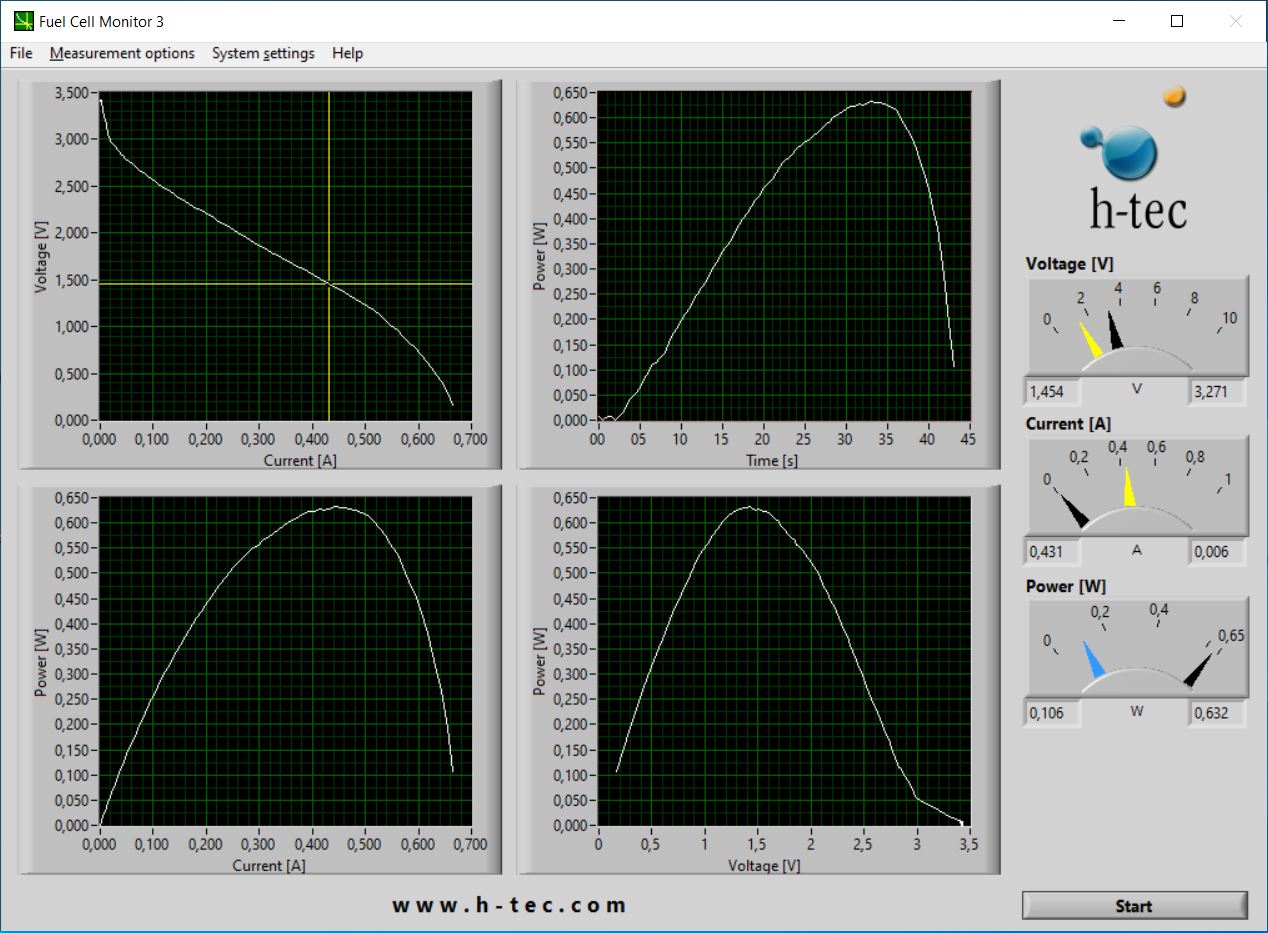 Fuel Cell Monitor 3
File Measurement options System settings Help
3,500
3,000
2,500
2,000
1,500
1,000
0,500
0,000
Voltage [V]
0,000 0,100 0,200 0,300 0,400 0,500 0,600 0,700
Current [A]
0,650
0,600
0,550
0,500
0,450
0,400
0,350
0,300
0,250
0,200
0,150
0,100
0,050
0,000
Power [W]
00 05 10 15 20 25 30 35 40 45
Time [s]
0,650
0,600
0,550
0,500
0,450
0,400
0,350
0,300
0,250
0,200
0,150
0,100
0,050
0,000
Power [W]
0,000 0,100 0,200 0,300 0,400 0,500 0,600 0,700
Current [A]
0,650
0,600
0,550
0,500
0,450
0,400
0,350
0,300
0,250
0,200
0,150
0,100
0,050
0,000
Power [W]
0 0,5 1 1,5 2 2,5 3 3,5
Voltage [V]
h-tec
Voltage [V]
0 2 4 6 8 10
1,454 V 3,271
Current [A]
0 0,2 0,4 0,6 0,8 1
0,431 A 0,006
Power [W]
0 0,2 0,4 0,65
0,106 W 0,632
www.h-tec.com
Start